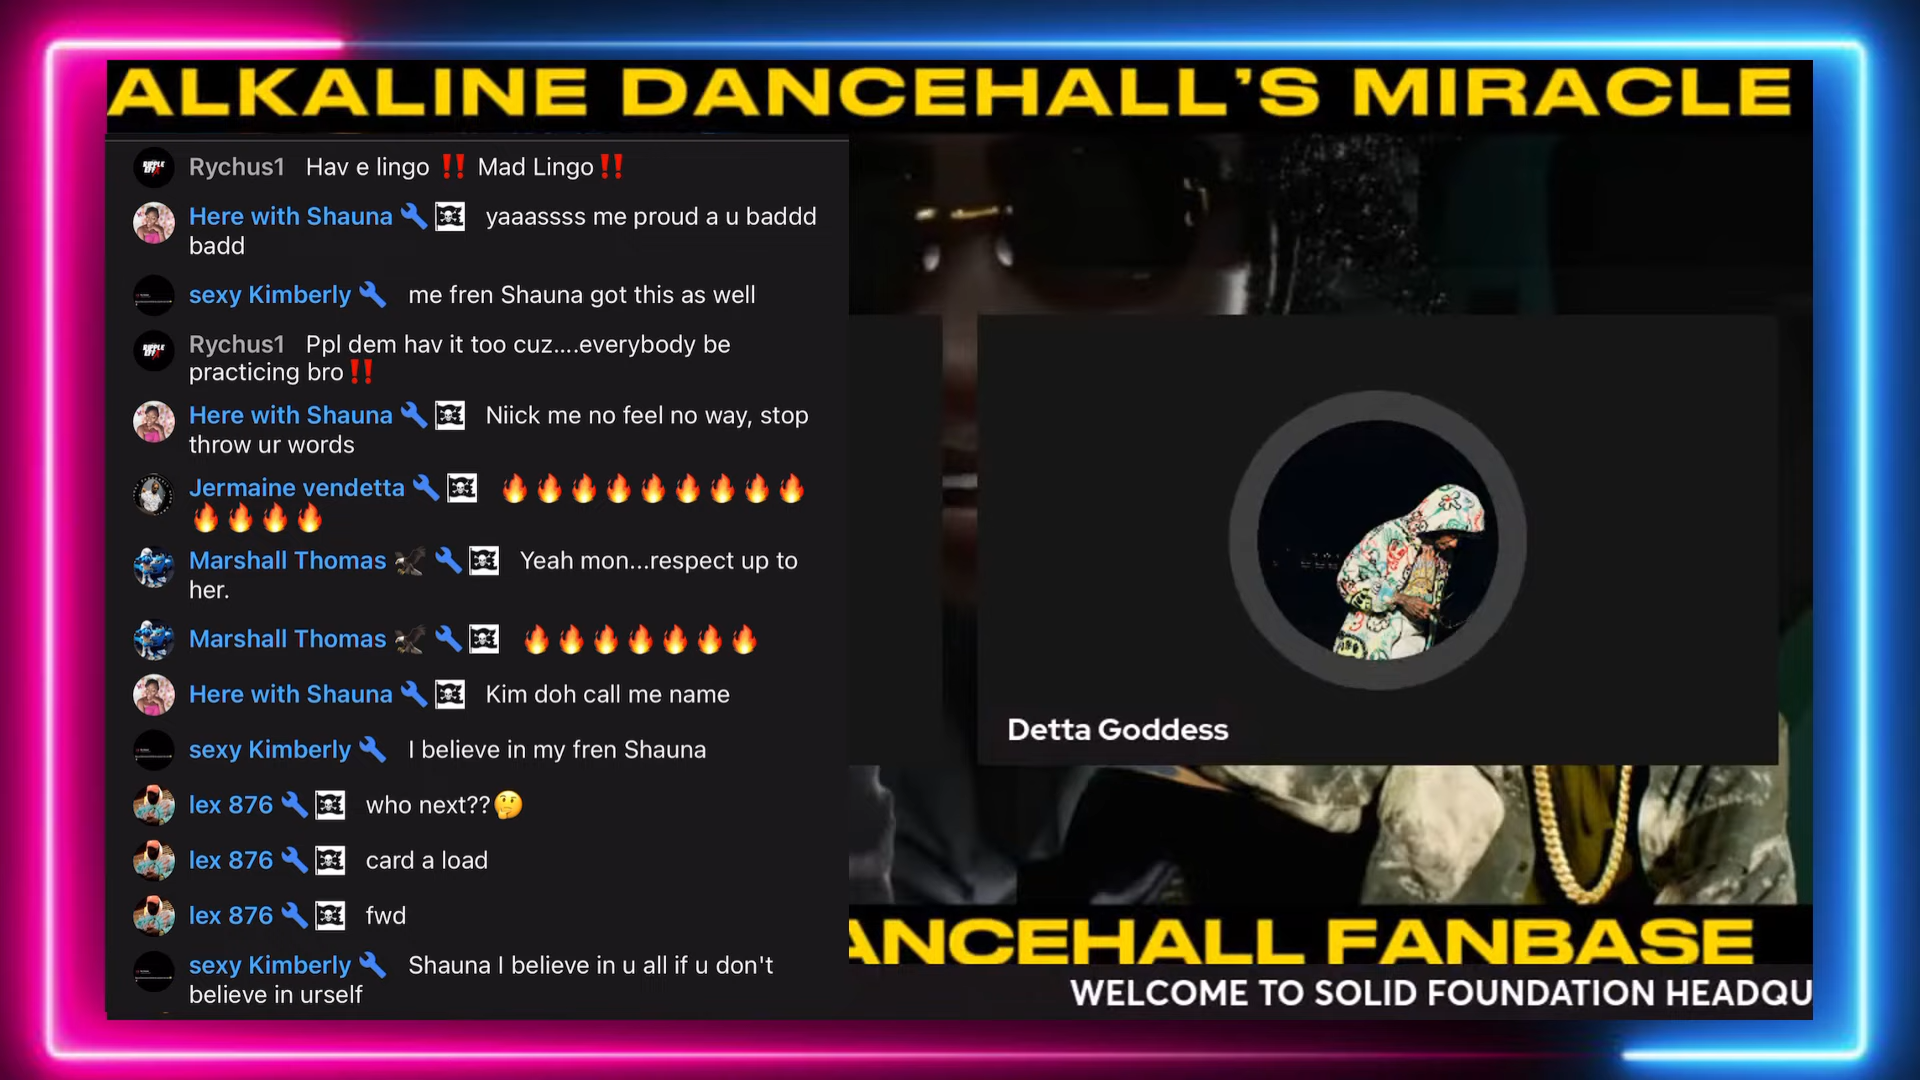 ALKALINE DANCEHALL'S MIRACLE
Rychus1 Hav e lingo ‼️ Mad Lingo‼️
Here with Shauna yaaassss me proud a u baddd
badd
sexy Kimberly me fren Shauna got this as well
Rychus1 Ppl dem hav it too cuz....everybody be
practicing bro‼️
Here with Shauna Niick me no feel no way, stop
throw ur words
Jermaine vendetta 🔥🔥🔥🔥🔥🔥🔥🔥🔥
🔥🔥🔥🔥
Marshall Thomas 🦅 Yeah mon...respect up to
her.
Marshall Thomas 🦅 🔥🔥🔥🔥🔥🔥🔥
Here with Shauna Kim doh call me name
sexy Kimberly I believe in my fren Shauna
lex 876 who next??🤔
lex 876 card a load
lex 876 fwd
sexy Kimberly Shauna I believe in u all if u don't
believe in urself
Detta Goddess
ANCEHALL FANBASE
WELCOME TO SOLID FOUNDATION HEADQU